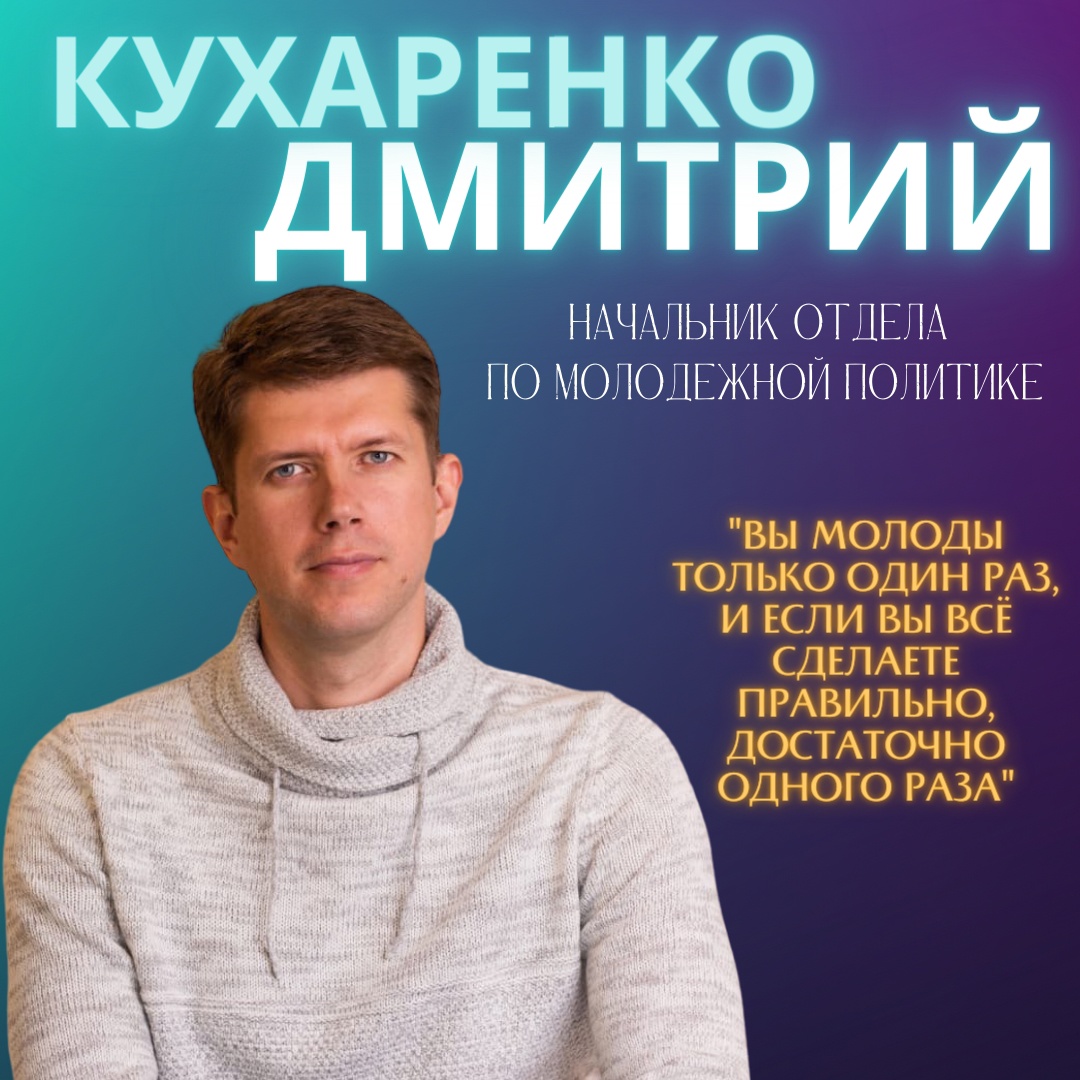 КУХАРЕНКО
ДМИТРИЙ
НАЧАЛЬНИК ОТДЕЛА
ПО МОЛОДЕЖНОЙ ПОЛИТИКЕ
"ВЫ МОЛОДЫ
ТОЛЬКО ОДИН РАЗ,
И ЕСЛИ ВЫ ВСЁ
СДЕЛАЕТЕ
ПРАВИЛЬНО,
ДОСТАТОЧНО
ОДНОГО РАЗА"